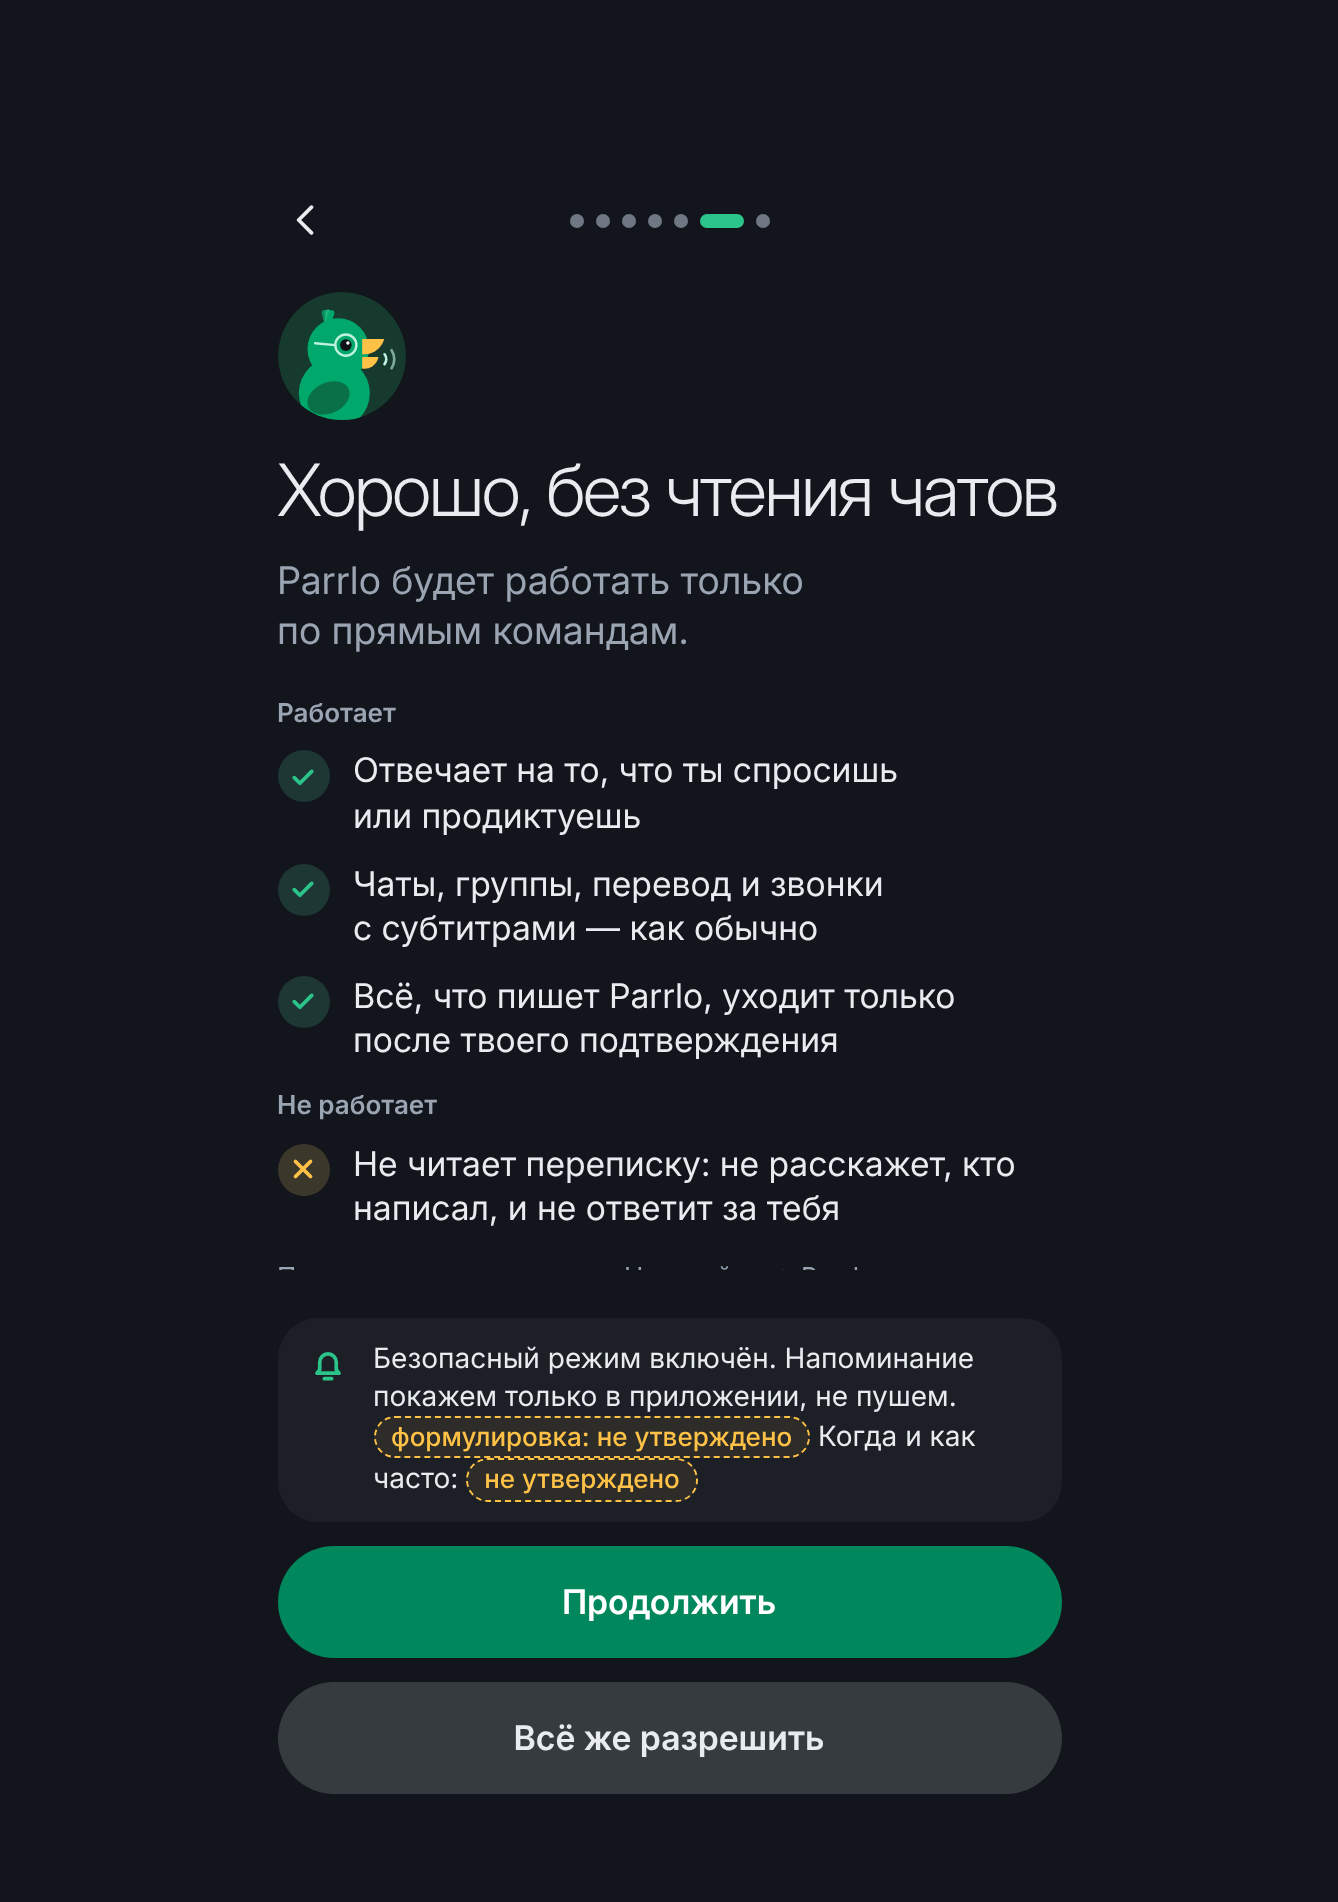 Хорошо, без чтения чатов
Parrlo будет работать только
по прямым командам.
Работает
Отвечает на то, что ты спросишь
или продиктуешь
Чаты, группы, перевод и звонки
с субтитрами — как обычно
Всё, что пишет Parrlo, уходит только
после твоего подтверждения
Не работает
Не читает переписку: не расскажет, кто
написал, и не ответит за тебя
Безопасный режим включён. Напоминание
покажем только в приложении, не пушем.
формулировка: не утверждено Когда и как
часто: не утверждено
Продолжить
Всё же разрешить